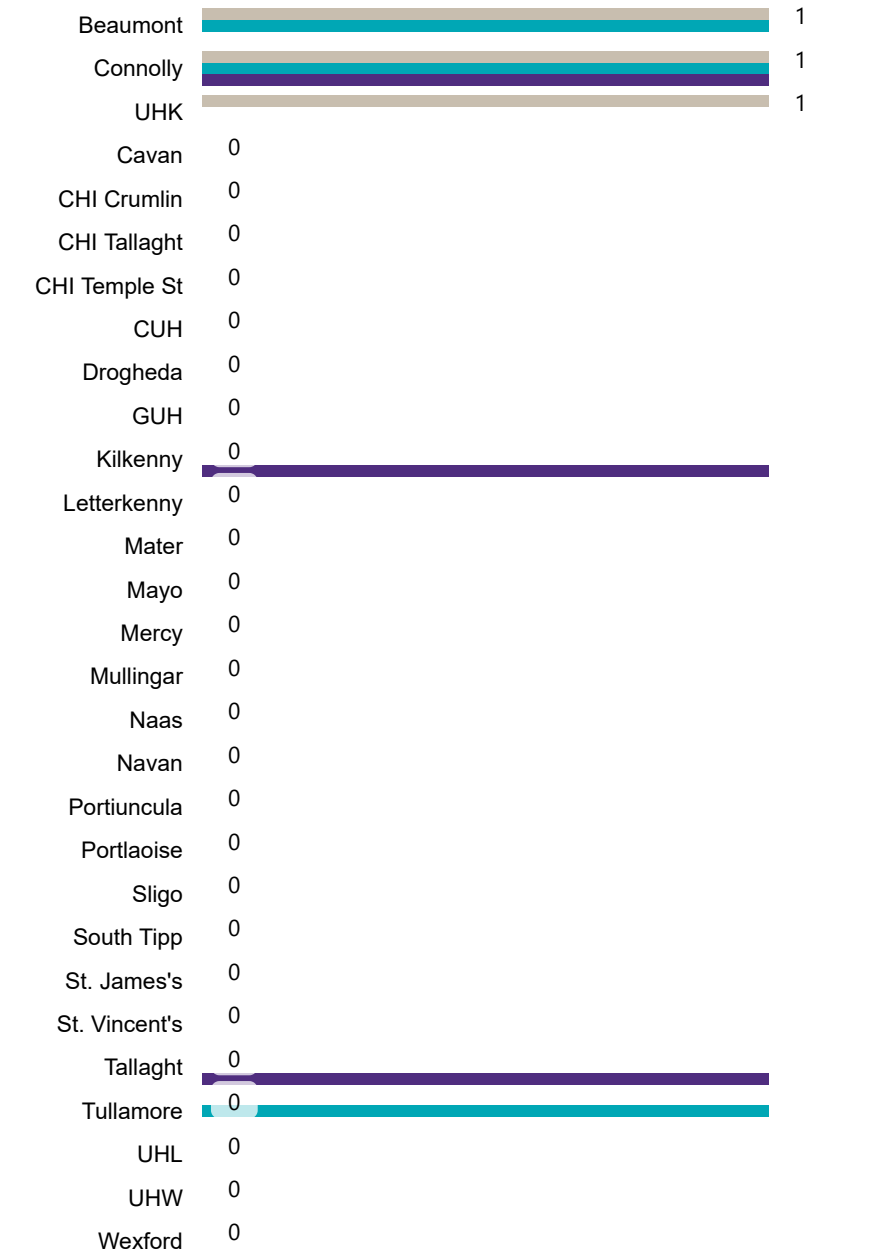 Beaumont 1
Connolly 1
UHK 1
Cavan 0
CHI Crumlin 0
CHI Tallaght 0
CHI Temple St 0
CUH 0
Drogheda 0
GUH 0
Kilkenny 0
Letterkenny 0
Mater 0
Mayo 0
Mercy 0
Mullingar 0
Naas 0
Navan 0
Portiuncula 0
Portlaoise 0
Sligo 0
South Tipp 0
St. James's 0
St. Vincent's 0
Tallaght 0
Tullamore 0
UHL 0
UHW 0
Wexford 0